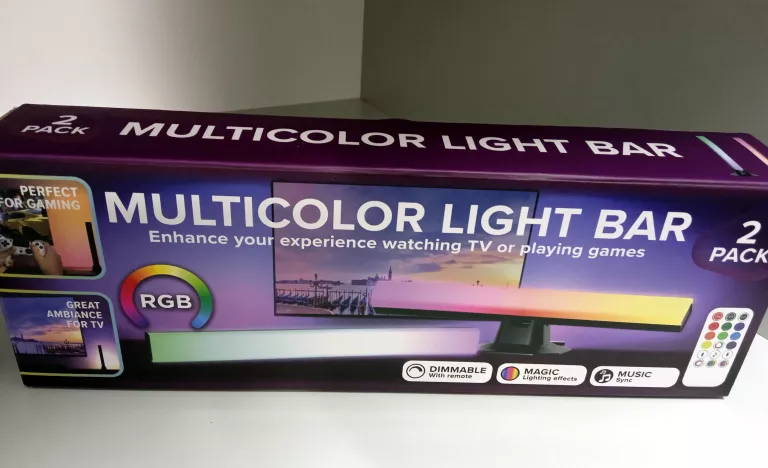 2
PACK
MULTICOLOR LIGHT BAR
PERFECT
FOR GAMING
MULTICOLOR LIGHT BAR
Enhance your experience watching TV or playing games
2
PACK
RGB
GREAT
AMBIANCE
FOR TV
DIMMABLE
With remote
MAGIC
Lighting effects
MUSIC
Sync